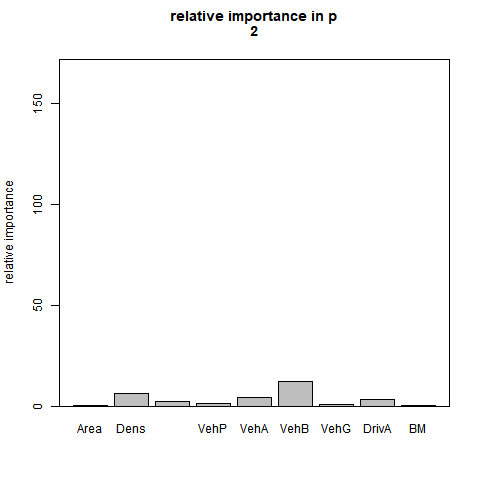 relative importance in p
2
relative importance
150
100
50
0
Area Dens VehP VehA VehB VehG DrivA BM